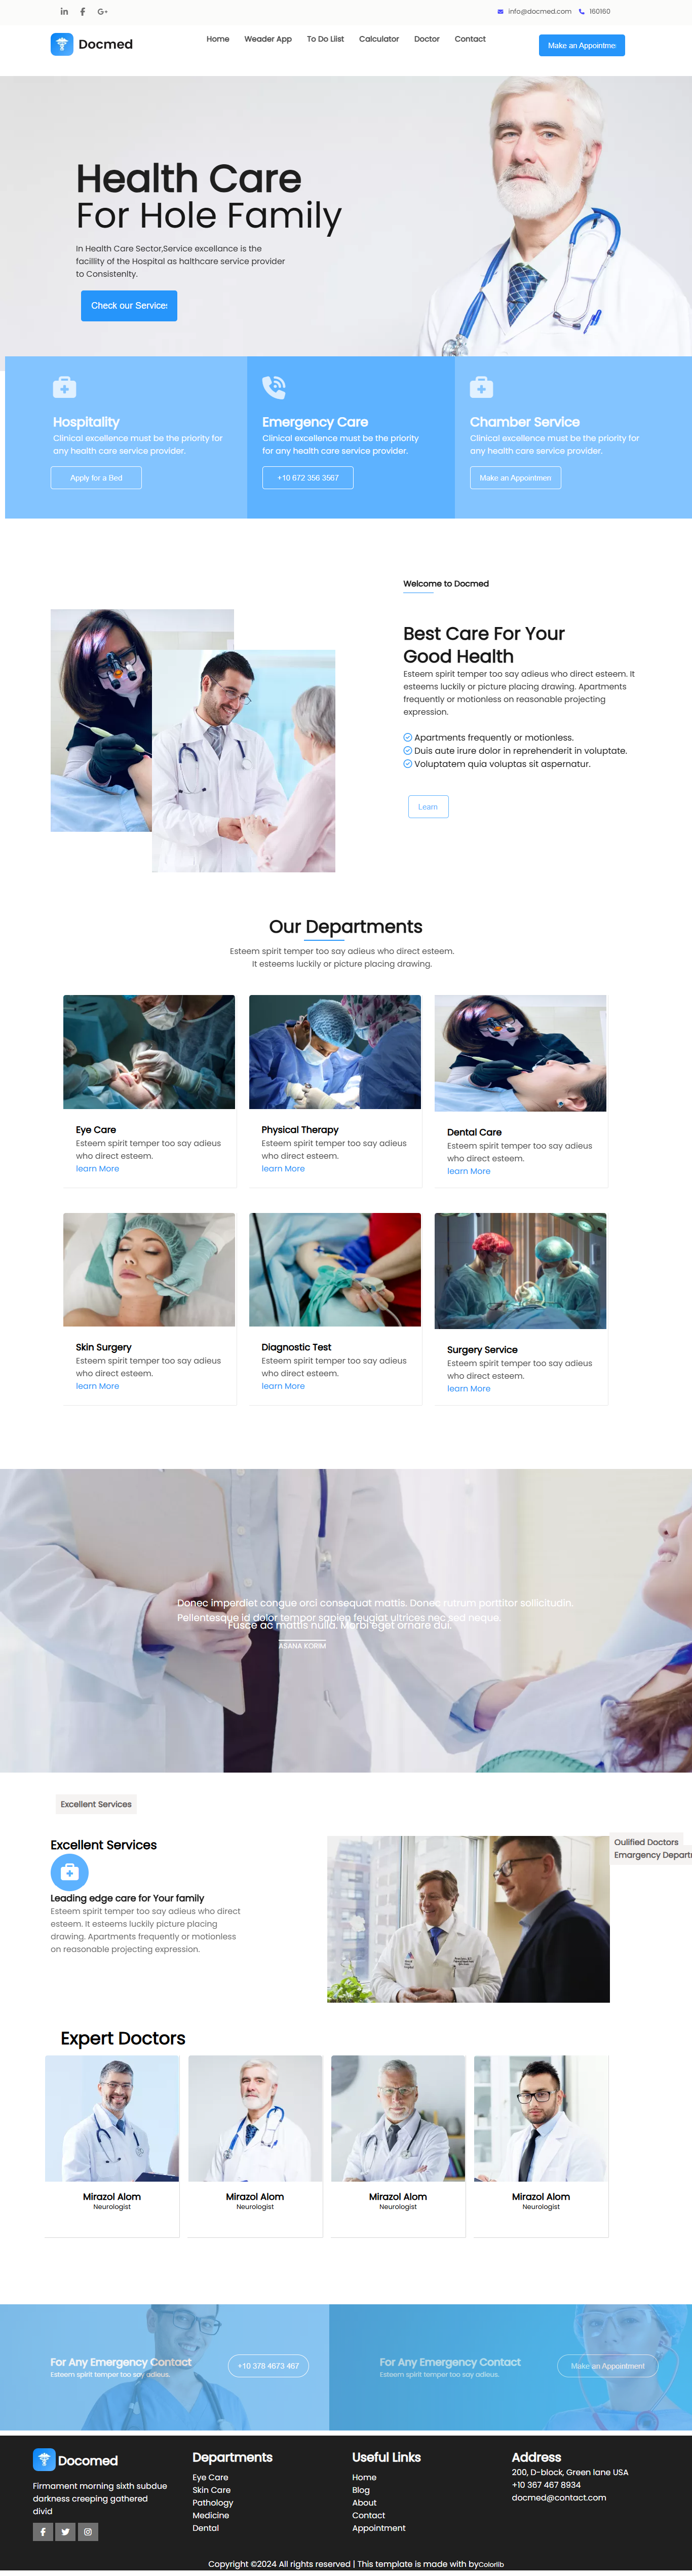 info@docmed.com 160160
Docmed
Home Weader App To Do Llist Calculator Doctor Contact
Make an Appointme
Health Care
For Hole Family
In Health Care Sector,Service excellance is the
facillity of the Hospital as halthcare service provider
to Consistenlty.
Check our Service
Hospitality
Clinical excellence must be the priority for
any health care service provider.
Apply for a Bed
Emergency Care
Clinical excellence must be the priority
for any health care service provider.
+10 672 356 3567
Chamber Service
Clinical excellence must be the priority for
any health care service provider.
Make an Appointmen
Welcome to Docmed
Best Care For Your
Good Health
Esteem spirit temper too say adieus who direct esteem. It
esteems luckily or picture placing drawing. Apartments
frequently or motionless on reasonable projecting
expression.
Apartments frequently or motionless.
Duis aute irure dolor in reprehenderit in voluptate.
Voluptatem quia voluptas sit aspernatur.
Learn
Our Departments
Esteem spirit temper too say adieus who direct esteem.
It esteems luckily or picture placing drawing.
Eye Care
Esteem spirit temper too say adieus
who direct esteem.
learn More
Physical Therapy
Esteem spirit temper too say adieus
who direct esteem.
learn More
Dental Care
Esteem spirit temper too say adieus
who direct esteem.
learn More
Skin Surgery
Esteem spirit temper too say adieus
who direct esteem.
learn More
Diagnostic Test
Esteem spirit temper too say adieus
who direct esteem.
learn More
Surgery Service
Esteem spirit temper too say adieus
who direct esteem.
learn More
Donec imperdiet congue orci consequat mattis. Donec rutrum porttitor sollicitudin.
Pellentesque id dolor tempor sapien feugiat ultrices nec sed neque.
Fusce ac mattis nulla. Morbi eget ornare dui.
ASANA KORIM
Excellent Services
Excellent Services
Leading edge care for Your family
Esteem spirit temper too say adieus who direct
esteem. It esteems luckily picture placing
drawing. Apartments frequently or motionless
on reasonable projecting expression.
Oulified Doctors
Emargency Depart
Expert Doctors
Mirazol Alom
Neurologist
Mirazol Alom
Neurologist
Mirazol Alom
Neurologist
Mirazol Alom
Neurologist
For Any Emergency Contact
Esteem spirit temper too say adieus.
+10 378 4673 467
For Any Emergency Contact
Esteem spirit temper too say adieus.
Make an Appointment
Docomed
Firmament morning sixth subdue
darkness creeping gathered
divid
Departments
Eye Care
Skin Care
Pathology
Medicine
Dental
Useful Links
Home
Blog
About
Contact
Appointment
Address
200, D-block, Green lane USA
+10 367 467 8934
docmed@contact.com
Copyright ©2024 All rights reserved | This template is made with byColorlib